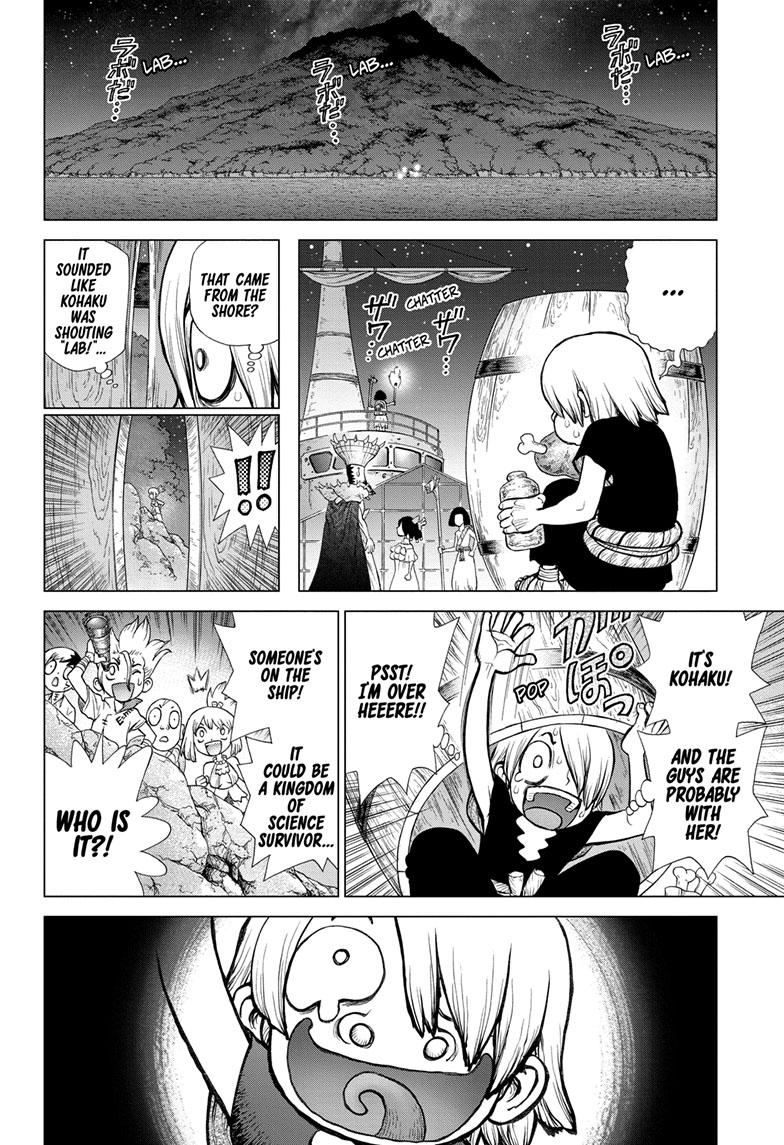 ラボだ…
LAB...
ラボだ…
LAB...
ラボだ…
LAB...
...
ザワ…
CHATTER
ザワ…
CHATTER
THAT CAME
FROM THE
SHORE?
IT
SOUNDED
LIKE
KOHAKU
WAS
SHOUTING
"LAB!"...
!!
IT'S
KOHAKU!
AND THE
GUYS ARE
PROBABLY
WITH
HER!
かぽっ
POP
PSST!
I'M OVER
HEEERE!!
SOMEONE'S
ON THE
SHIP!
IT
COULD BE
A KINGDOM
OF
SCIENCE
SURVIVOR...
WHO IS
IT?!